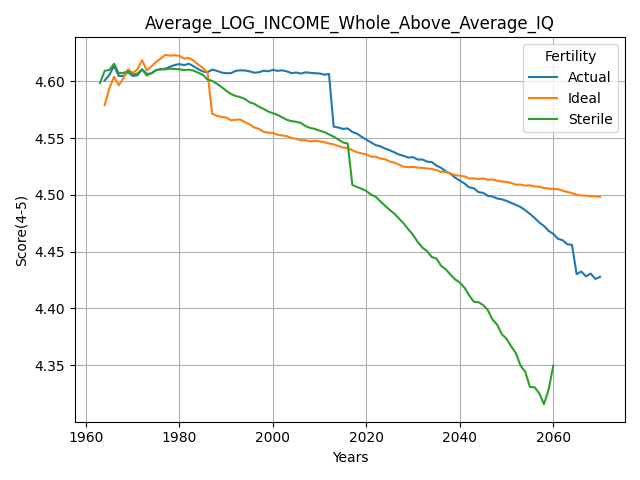 Average_LOG_INCOME_Whole_Above_Average_IQ
Fertility
Actual
Ideal
Sterile
Score(4-5)
4.60
4.55
4.50
4.45
4.40
4.35
1960 1980 2000 2020 2040 2060
Years